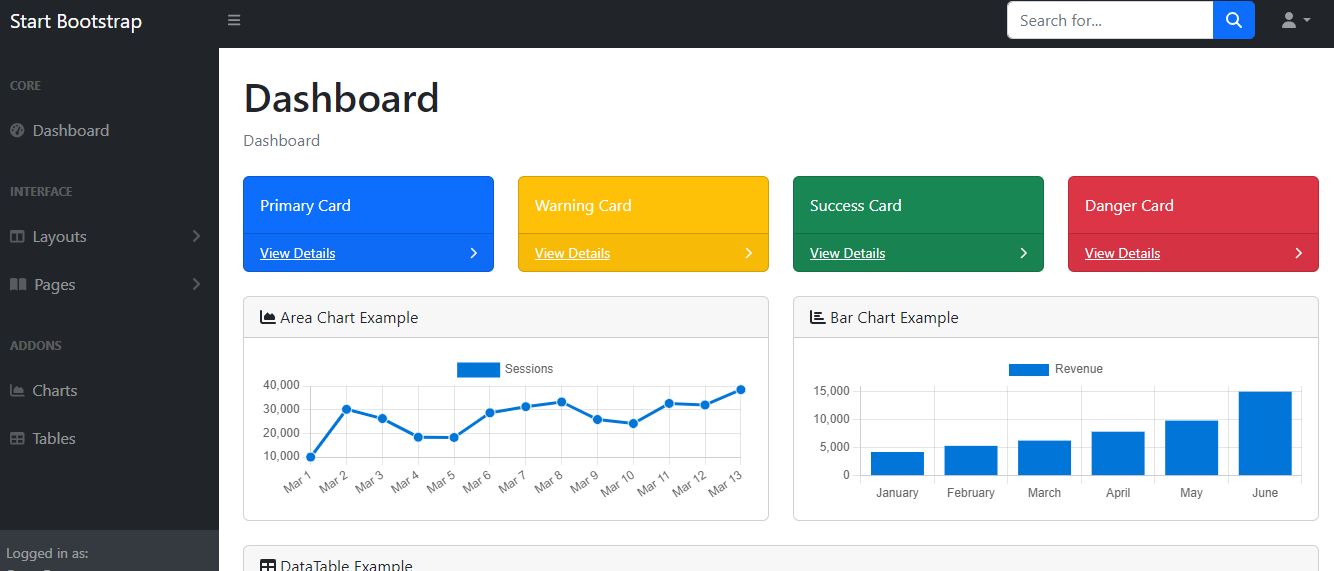 Start Bootstrap
Search for...
CORE
Dashboard
INTERFACE
Layouts
Pages
ADDONS
Charts
Tables
Logged in as:
Dashboard
Dashboard
Primary Card
View Details
Warning Card
View Details
Success Card
View Details
Danger Card
View Details
Area Chart Example
Sessions
40,000
30,000
20,000
10,000
Mar 1 Mar 2 Mar 3 Mar 4 Mar 5 Mar 6 Mar 7 Mar 8 Mar 9 Mar 10 Mar 11 Mar 12 Mar 13
Bar Chart Example
Revenue
15,000
10,000
5,000
0
January February March April May June
DataTable Example